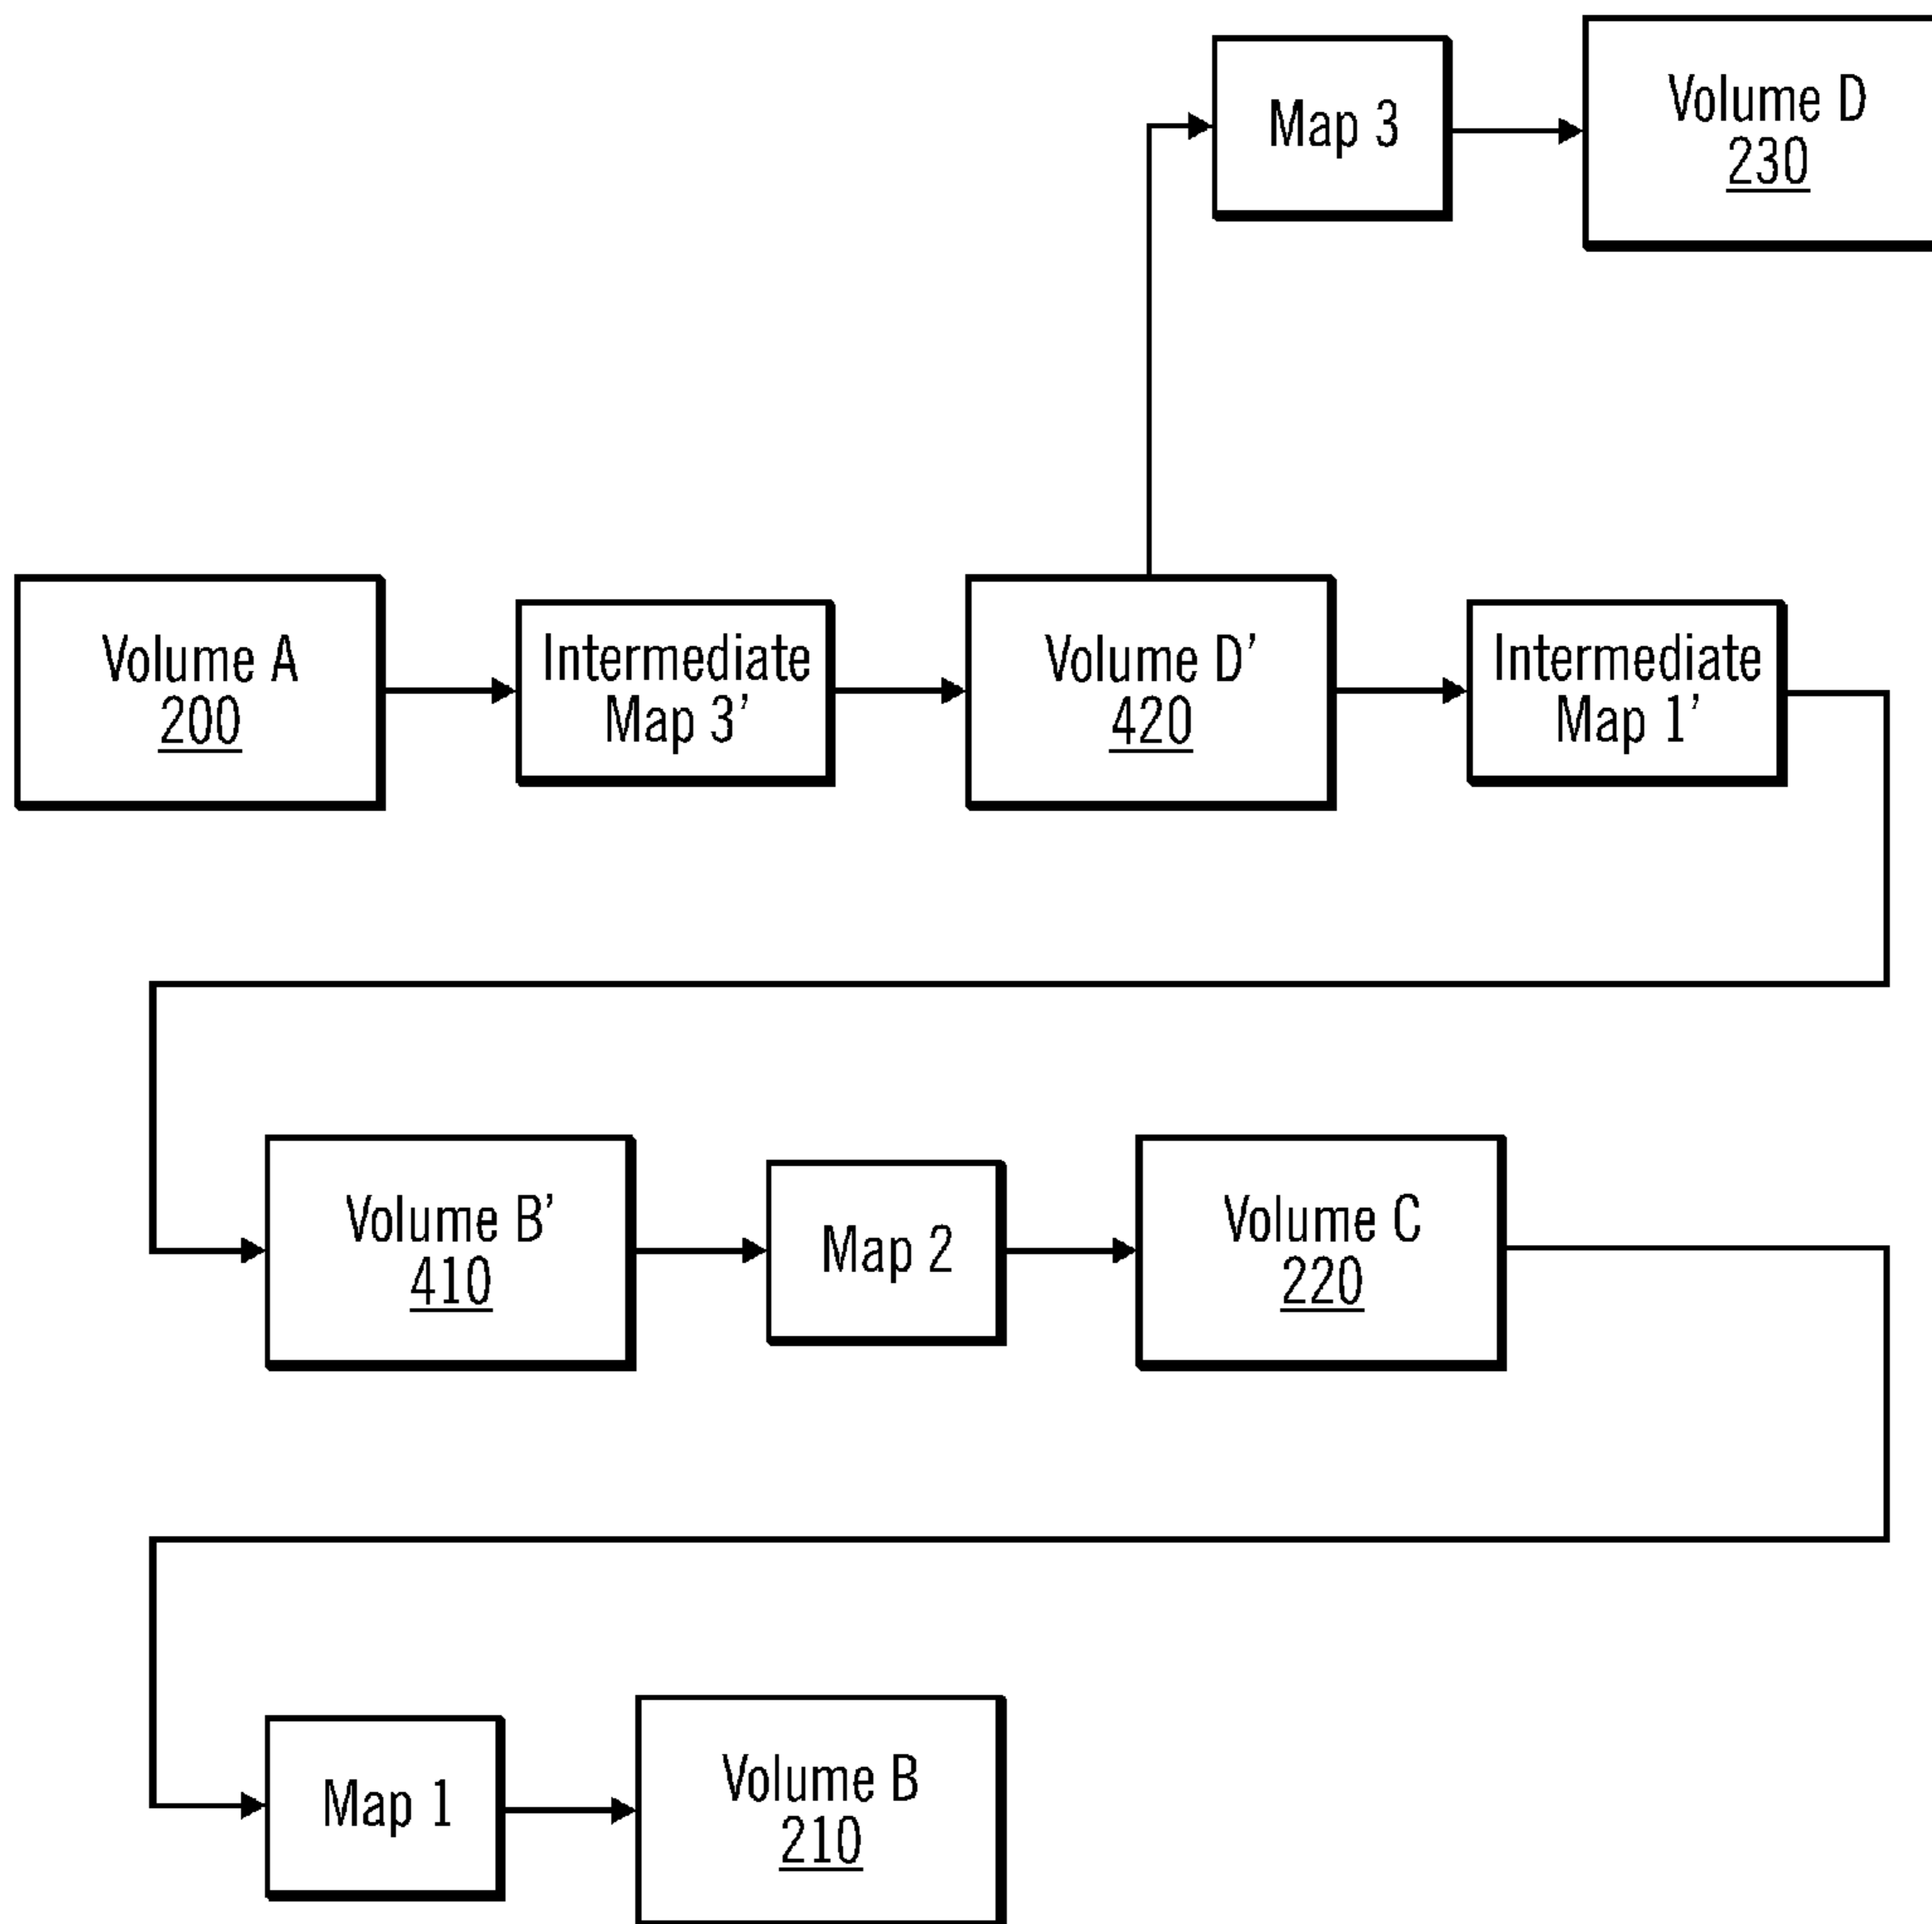 Map 3
Volume D
230
Volume A
200
Intermediate
Map 3'
Volume D'
420
Intermediate
Map 1'
Volume B'
410
Map 2
Volume C
220
Map 1
Volume B
210